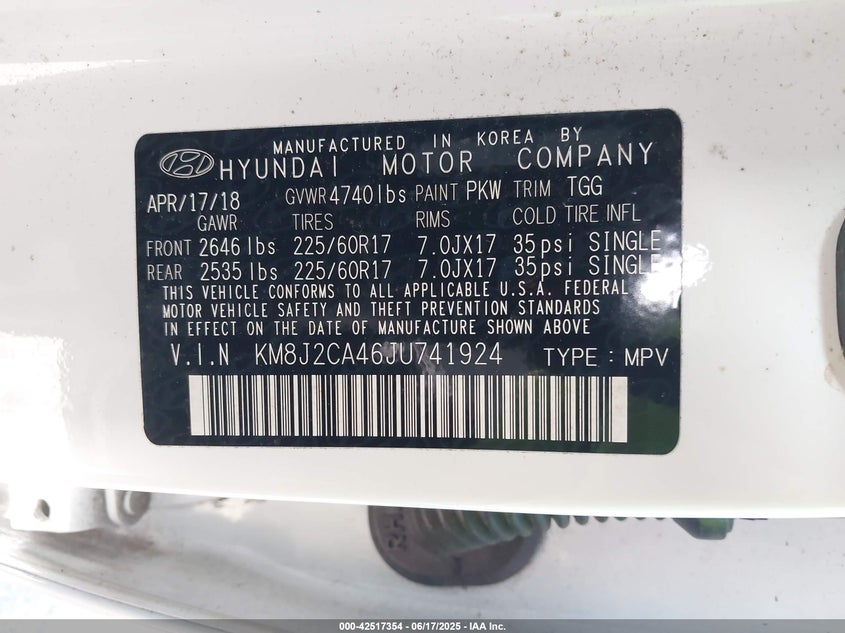 MANUFACTURED IN KOREA BY
HYUNDAI MOTOR COMPANY
APR/17/18 GVWR 4740lbs PAINT PKW TRIM TGG
GAWR TIRES RIMS COLD TIRE INFL
FRONT 2646 lbs 225/60R17 7.0JX17 35psi SINGLE
REAR 2535 lbs 225/60R17 7.0JX17 35psi SINGLE
THIS VEHICLE CONFORMS TO ALL APPLICABLE U.S.A. FEDERAL
MOTOR VEHICLE SAFETY AND THEFT PREVENTION STANDARDS
IN EFFECT ON THE DATE OF MANUFACTURE SHOWN ABOVE
V.I.N KM8J2CA46JU741924 TYPE : MPV
000-42517354 - 06/17/2025 - IAA Inc.